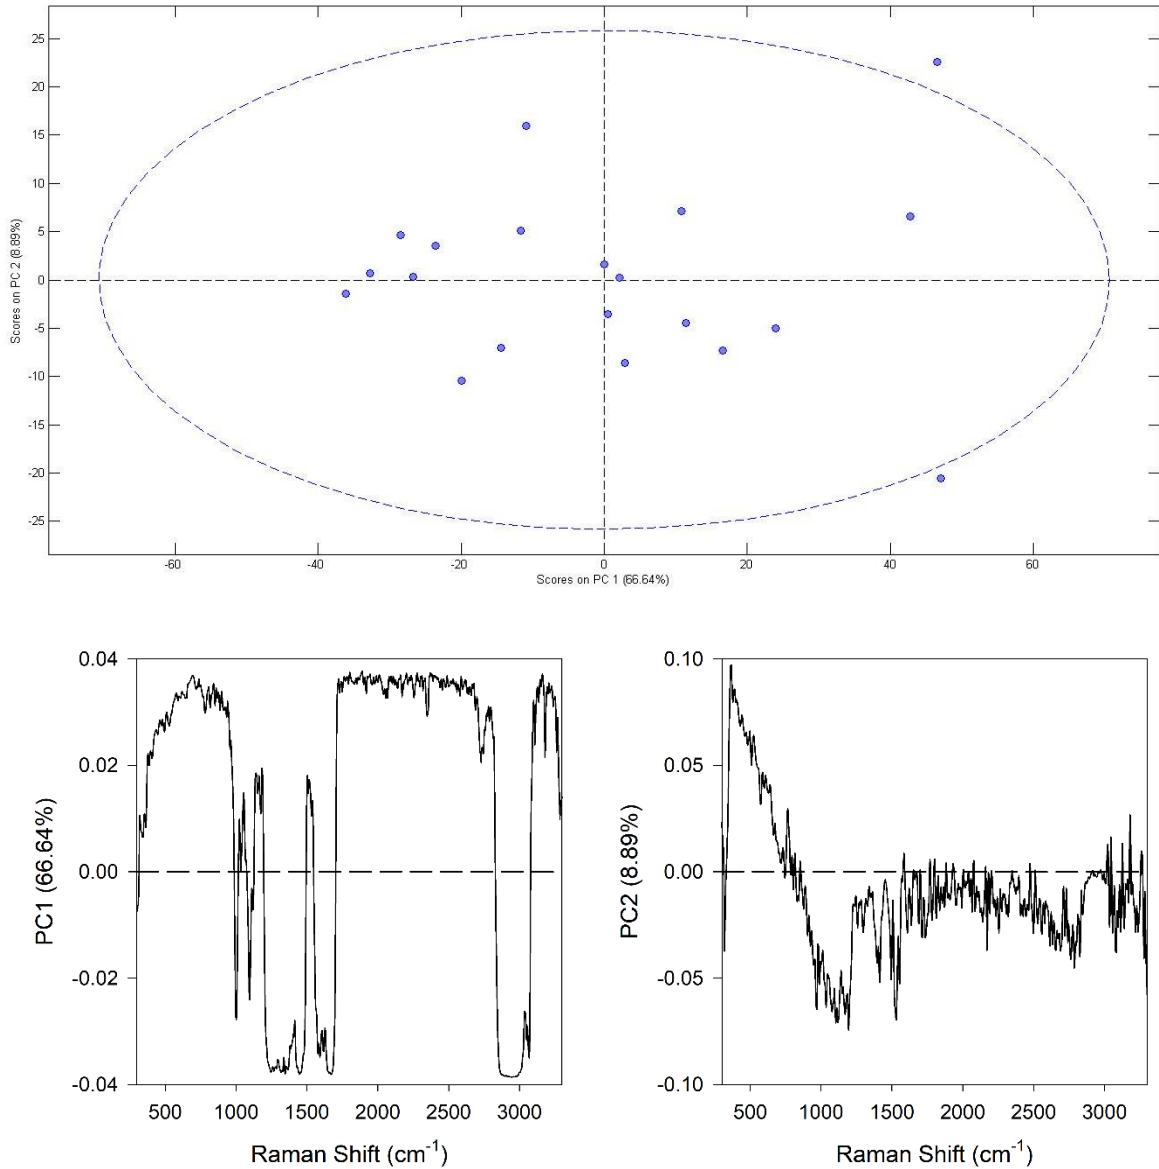 25
20
15
10
5
0
-5
-10
-15
-20
-25
Scores on PC 2 (8.89%)
-60 -40 -20 0 20 40 60
Scores on PC 1 (66.64%)
0.04
0.02
0.00
-0.02
-0.04
PC1 (66.64%)
500 1000 1500 2000 2500 3000
Raman Shift (cm⁻¹)
0.10
0.05
0.00
-0.05
-0.10
PC2 (8.89%)
500 1000 1500 2000 2500 3000
Raman Shift (cm⁻¹)